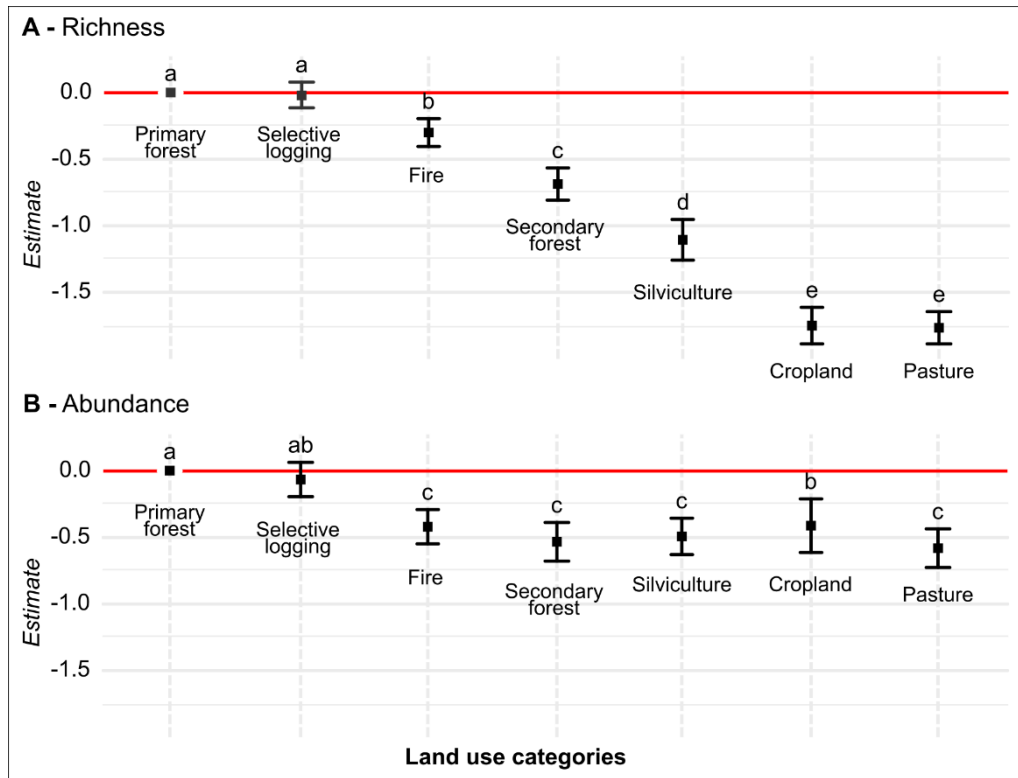 A - Richness
a
a
b
c
d
e
e
0.0
-0.5
-1.0
-1.5
Estimate
Primary
forest
Selective
logging
Fire
Secondary
forest
Silviculture
Cropland
Pasture
B - Abundance
a
ab
c
c
c
b
c
0.0
-0.5
-1.0
-1.5
Estimate
Primary
forest
Selective
logging
Fire
Secondary
forest
Silviculture
Cropland
Pasture
Land use categories